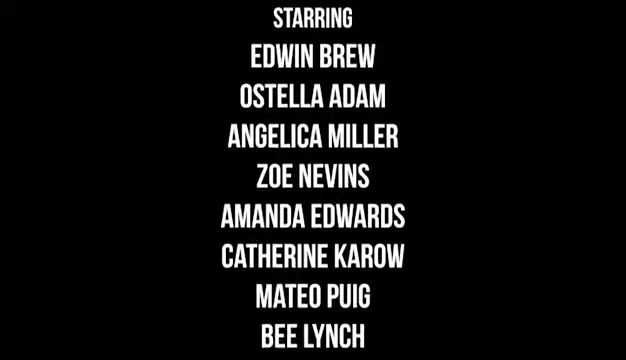 STARRING
EDWIN BREW
OSTELLA ADAM
ANGELICA MILLER
ZOE NEVINS
AMANDA EDWARDS
CATHERINE KAROW
MATEO PUIG
BEE LYNCH